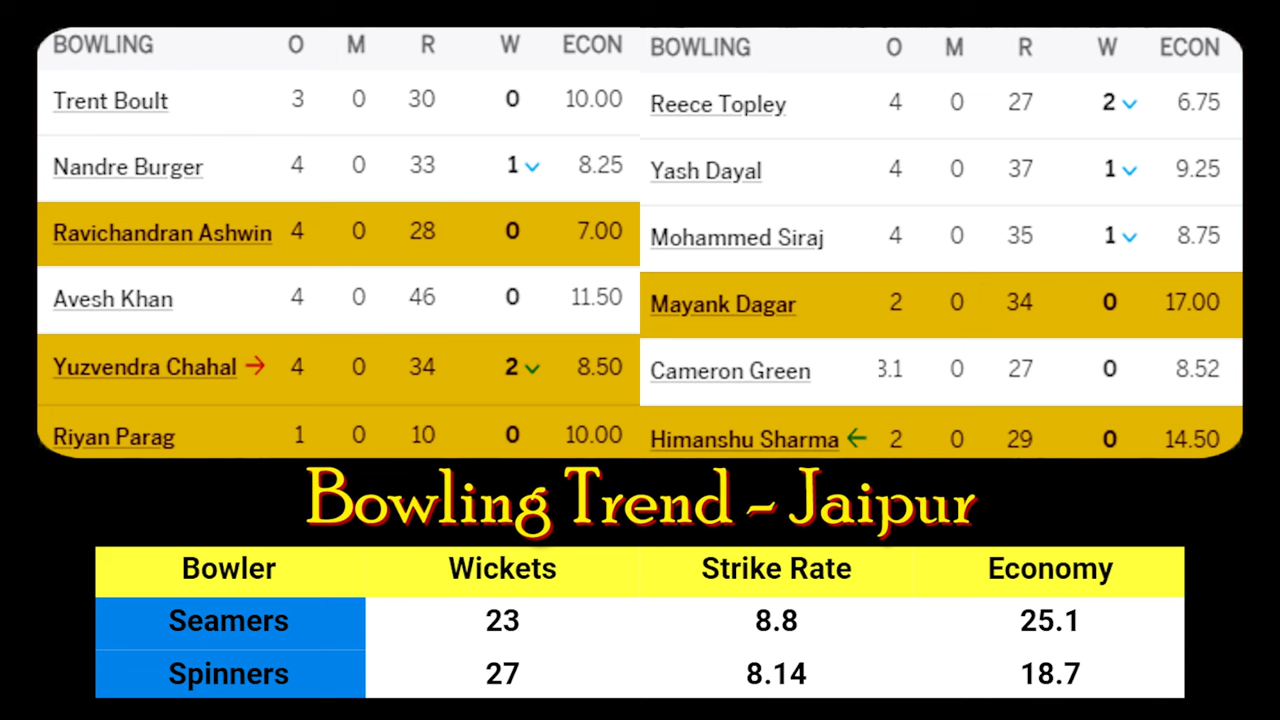 BOWLING O M R W ECON
Trent Boult 3 0 30 0 10.00
Nandre Burger 4 0 33 1 8.25
Ravichandran Ashwin 4 0 28 0 7.00
Avesh Khan 4 0 46 0 11.50
Yuzvendra Chahal 4 0 34 2 8.50
Riyan Parag 1 0 10 0 10.00
BOWLING O M R W ECON
Reece Topley 4 0 27 2 6.75
Yash Dayal 4 0 37 1 9.25
Mohammed Siraj 4 0 35 1 8.75
Mayank Dagar 2 0 34 0 17.00
Cameron Green 3.1 0 27 0 8.52
Himanshu Sharma 2 0 29 0 14.50
Bowling Trend - Jaipur
Bowler Wickets Strike Rate Economy
Seamers 23 8.8 25.1
Spinners 27 8.14 18.7